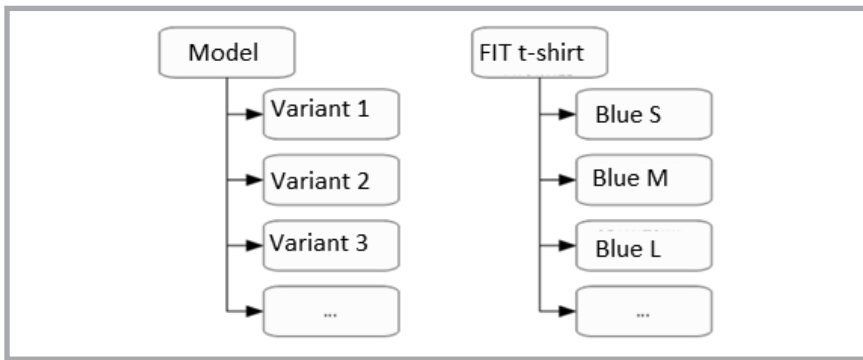 Model
Variant 1
Variant 2
Variant 3
...
FIT t-shirt
Blue S
Blue M
Blue L
...